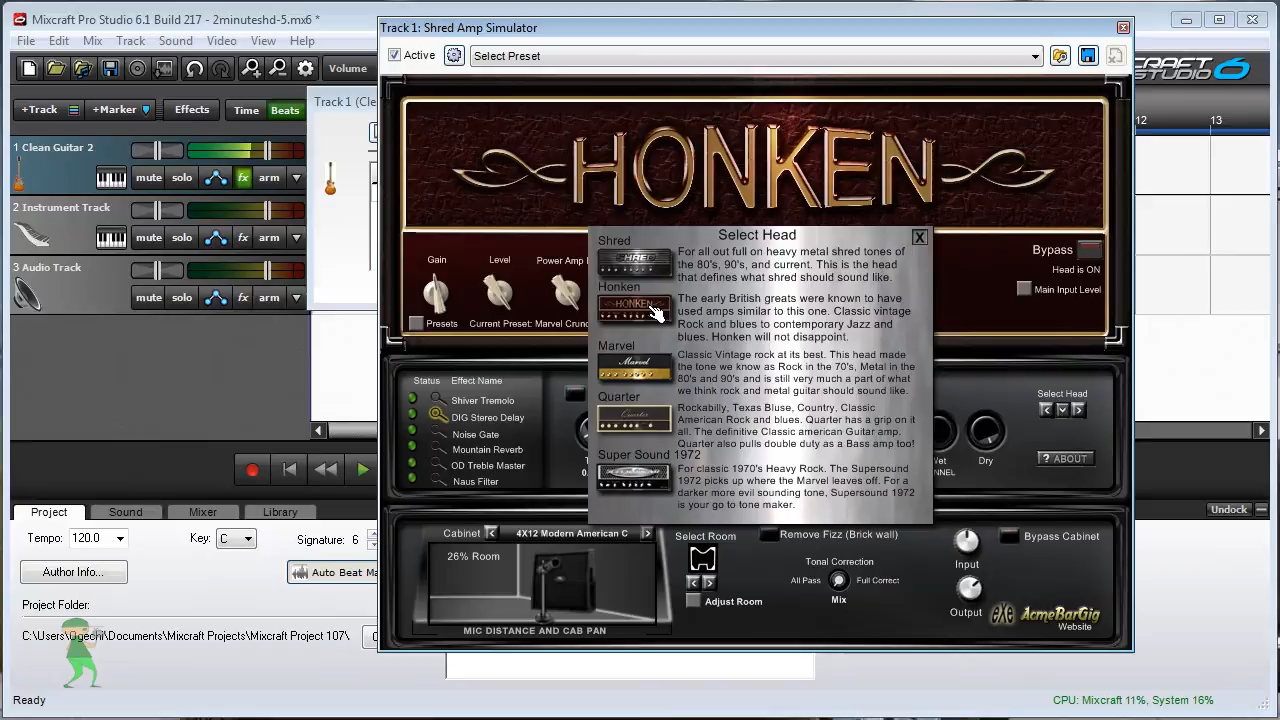 Mixcraft Pro Studio 6.1 Build 217 - 2minuteshd-5.mx6 *
File Edit Mix Track Sound Video View Help
Volume
+Track +Marker Effects Time Beats
Track 1 (Cle
1 Clean Guitar 2
mute solo fx arm
2 Instrument Track
mute solo fx arm
3 Audio Track
mute solo fx arm
12 13
Project Sound Mixer Library
Undock
Tempo: 120.0 Key: C Signature: 6
Author Info... Auto Beat Ma
Project Folder:
Mixcraft Projects\Mixcraft Project 107\
Ready
CPU: Mixcraft 11%, System 16%
Track 1: Shred Amp Simulator
Active Select Preset
HONKEN
Gain Level Power Amp
Presets Current Preset: Marvel Crunc
Bypass
Head is ON
Main Input Level
Select Head
X
Shred
SHRED
For all out full on heavy metal shred tones of
the 80's, 90's, and current. This is the head
that defines what shred should sound like.
Honken
HONKEN
The early British greats were known to have
used amps similar to this one. Classic vintage
Rock and blues to contemporary Jazz and
blues. Honken will not disappoint.
Marvel
Marvel
Classic Vintage rock at its best. This head made
the tone we know as Rock in the 70's, Metal in the
80's and 90's and is still very much a part of what
we think rock and metal guitar should sound like.
Quarter
Quarter
Rockabilly, Texas Bluse, Country, Classic
American Rock and blues. Quarter has a grip on it
all. The definitive Classic american Guitar amp.
Quarter also pulls double duty as a Bass amp too!
Super Sound 1972
For classic 1970's Heavy Rock. The Supersound
1972 picks up where the Marvel leaves off. For a
darker more evil sounding tone, Supersound 1972
is your go to tone maker.
Status Effect Name
Shiver Tremolo
DIG Stereo Delay
Noise Gate
Mountain Reverb
OD Treble Master
Naus Filter
Wet Dry
Select Head
? ABOUT
Cabinet 4X12 Modern American C
26% Room
MIC DISTANCE AND CAB PAN
Select Room
Adjust Room
Remove Fizz (Brick wall)
Tonal Correction
All Pass Full Correct
Mix
Input
Output
Bypass Cabinet
AcmeBarGig
Website